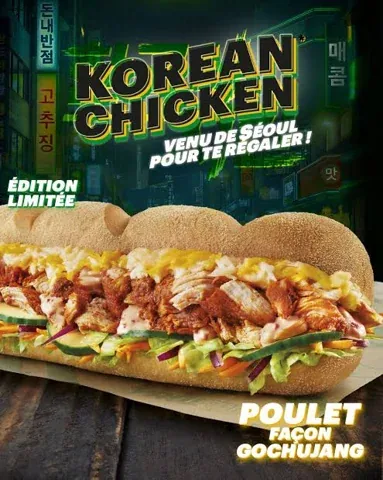 돈내반점
고추장
매콤
맛
KOREAN
CHICKEN*
VENU DE SÉOUL
POUR TE RÉGALER !
ÉDITION
LIMITÉE
POULET
FAÇON
GOCHUJANG